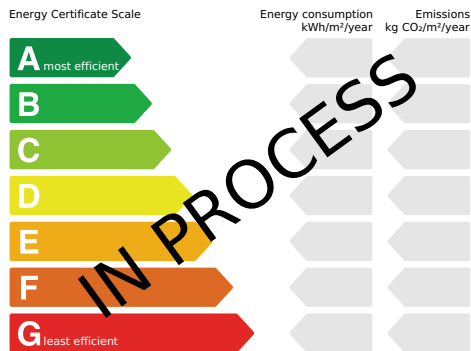 Energy Certificate Scale
Energy consumption
kWh/m²/year
Emissions
kg CO₂/m²/year
A most efficient
B
C
D
E
F
G least efficient
IN PROCESS